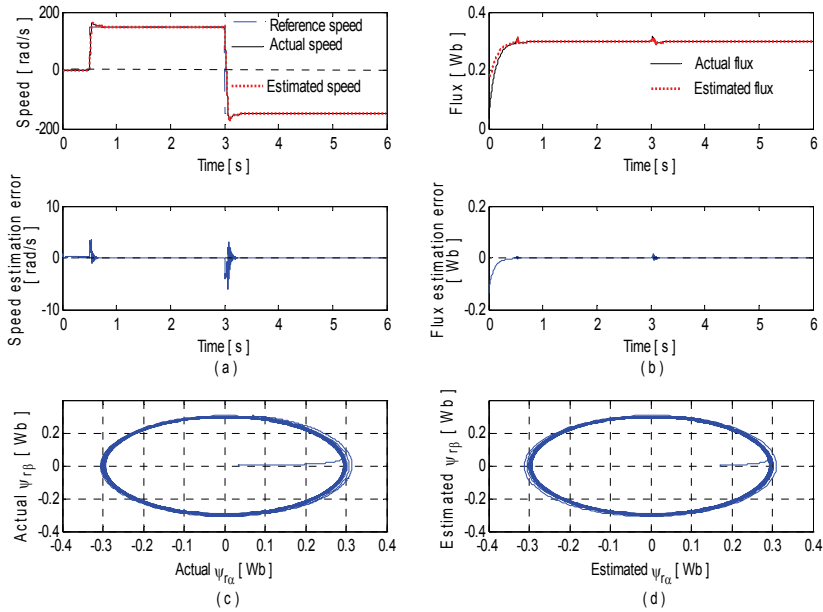 Speed [ rad/s]
200
0
-200
Reference speed
Actual speed
Estimated speed
0 1 2 3 4 5 6
Time [ s ]
Flux [ Wb ]
0.4
0.2
0
Actual flux
Estimated flux
0 1 2 3 4 5 6
Time [ s ]
Speed estimation error
[ rad/s]
10
0
-10
0 1 2 3 4 5 6
Time [ s ]
(a)
Flux estimation error
[ Wb ]
0.2
0
-0.2
0 1 2 3 4 5 6
Time [ s ]
(b)
Actual ψrβ [ Wb ]
0.4
0.2
0
-0.2
-0.4
-0.4 -0.3 -0.2 -0.1 0 0.1 0.2 0.3 0.4
Actual ψrα [ Wb ]
(c)
Estimated ψrβ [ Wb ]
0.2
0
-0.2
0.4
-0.4 -0.3 -0.2 -0.1 0 0.1 0.2 0.3 0.4
Estimated ψrα [ Wb ]
(d)